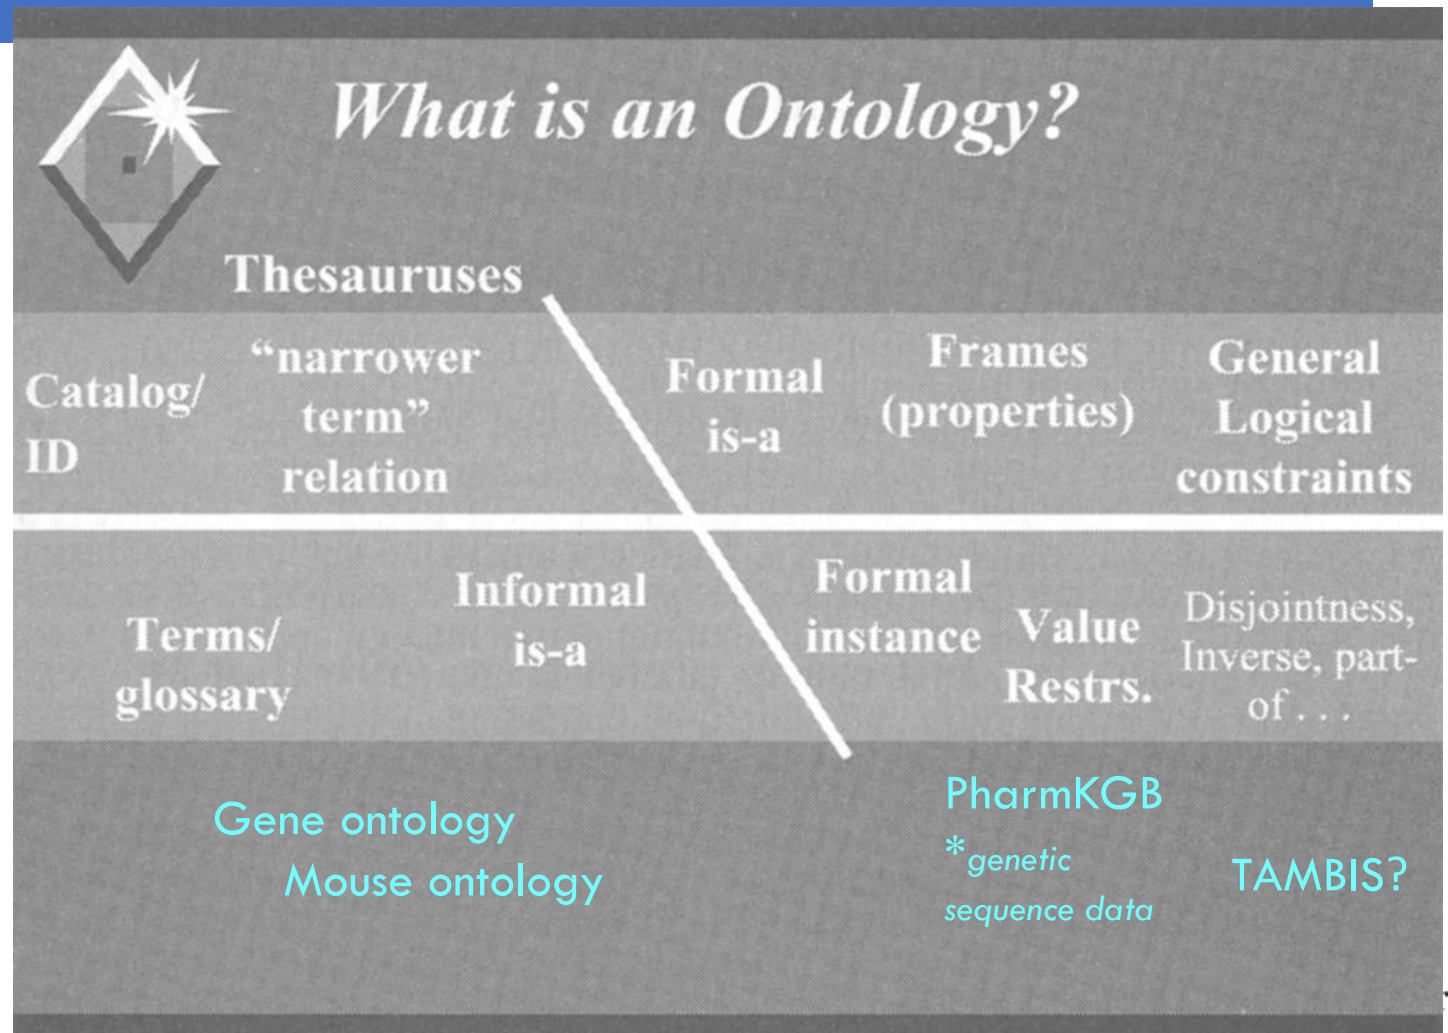 What is an Ontology?
Thesauruses
Catalog/
ID
“narrower
term”
relation
Formal
is-a
Frames
(properties)
General
Logical
constraints
Terms/
glossary
Informal
is-a
Formal
instance
Value
Restrs.
Disjointness,
Inverse, part-
of . . .
Gene ontology
Mouse ontology
PharmKGB
*genetic
sequence data
TAMBIS?